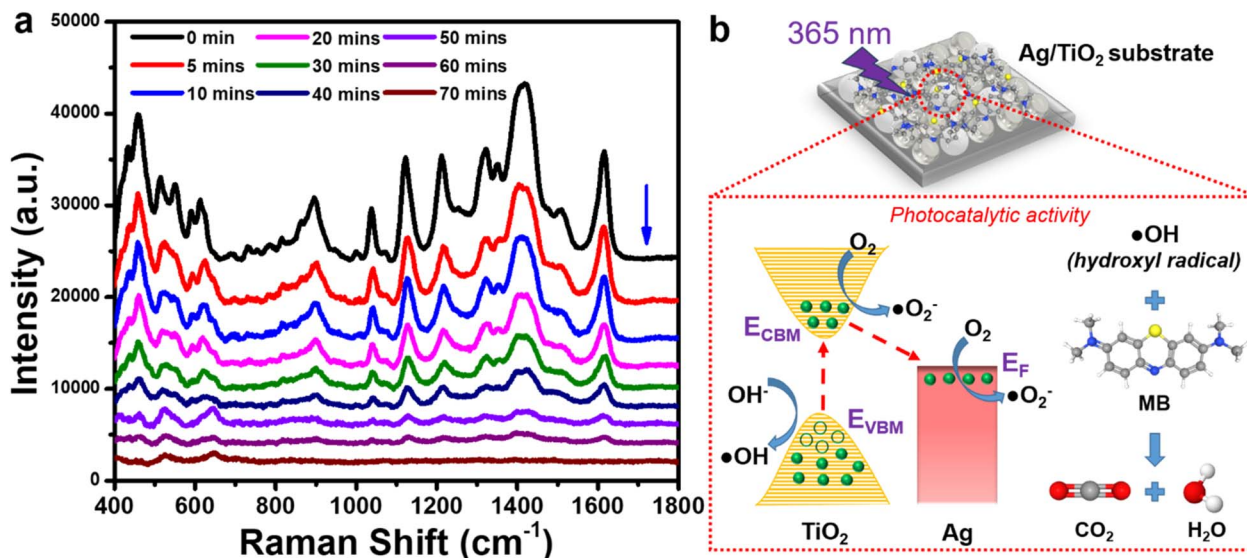 a
50000
40000
30000
20000
10000
0
Intensity (a.u.)
0 min 20 mins 50 mins
5 mins 30 mins 60 mins
10 mins 40 mins 70 mins
400 600 800 1000 1200 1400 1600 1800
Raman Shift (cm⁻¹)
b
365 nm
Ag/TiO₂ substrate
Photocatalytic activity
O₂
•O₂⁻
E_CBM
OH⁻
•OH
E_VBM
TiO₂
O₂
E_F
•O₂⁻
Ag
•OH
(hydroxyl radical)
MB
CO₂
H₂O